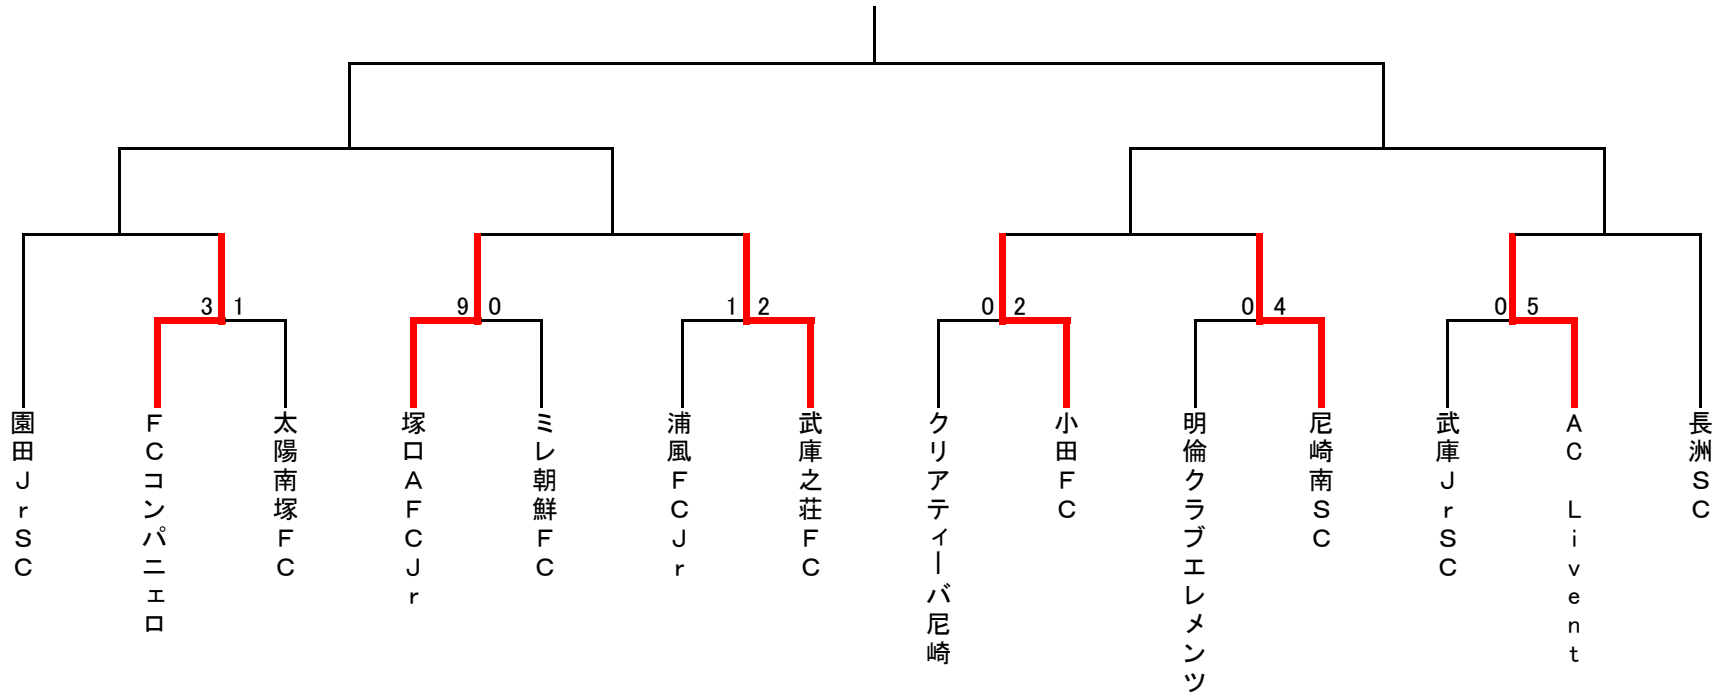 3 1
9 0
1 2
0 2
0 4
0 5
園田JrSC
FCコンパニェロ
太陽南塚FC
塚口AFCJr
ミレ朝鮮FC
浦風FCJr
武庫之荘FC
クリアティーバ尼崎
小田FC
明倫クラブエレメンツ
尼崎南SC
武庫JrSC
AC Livent
長洲SC